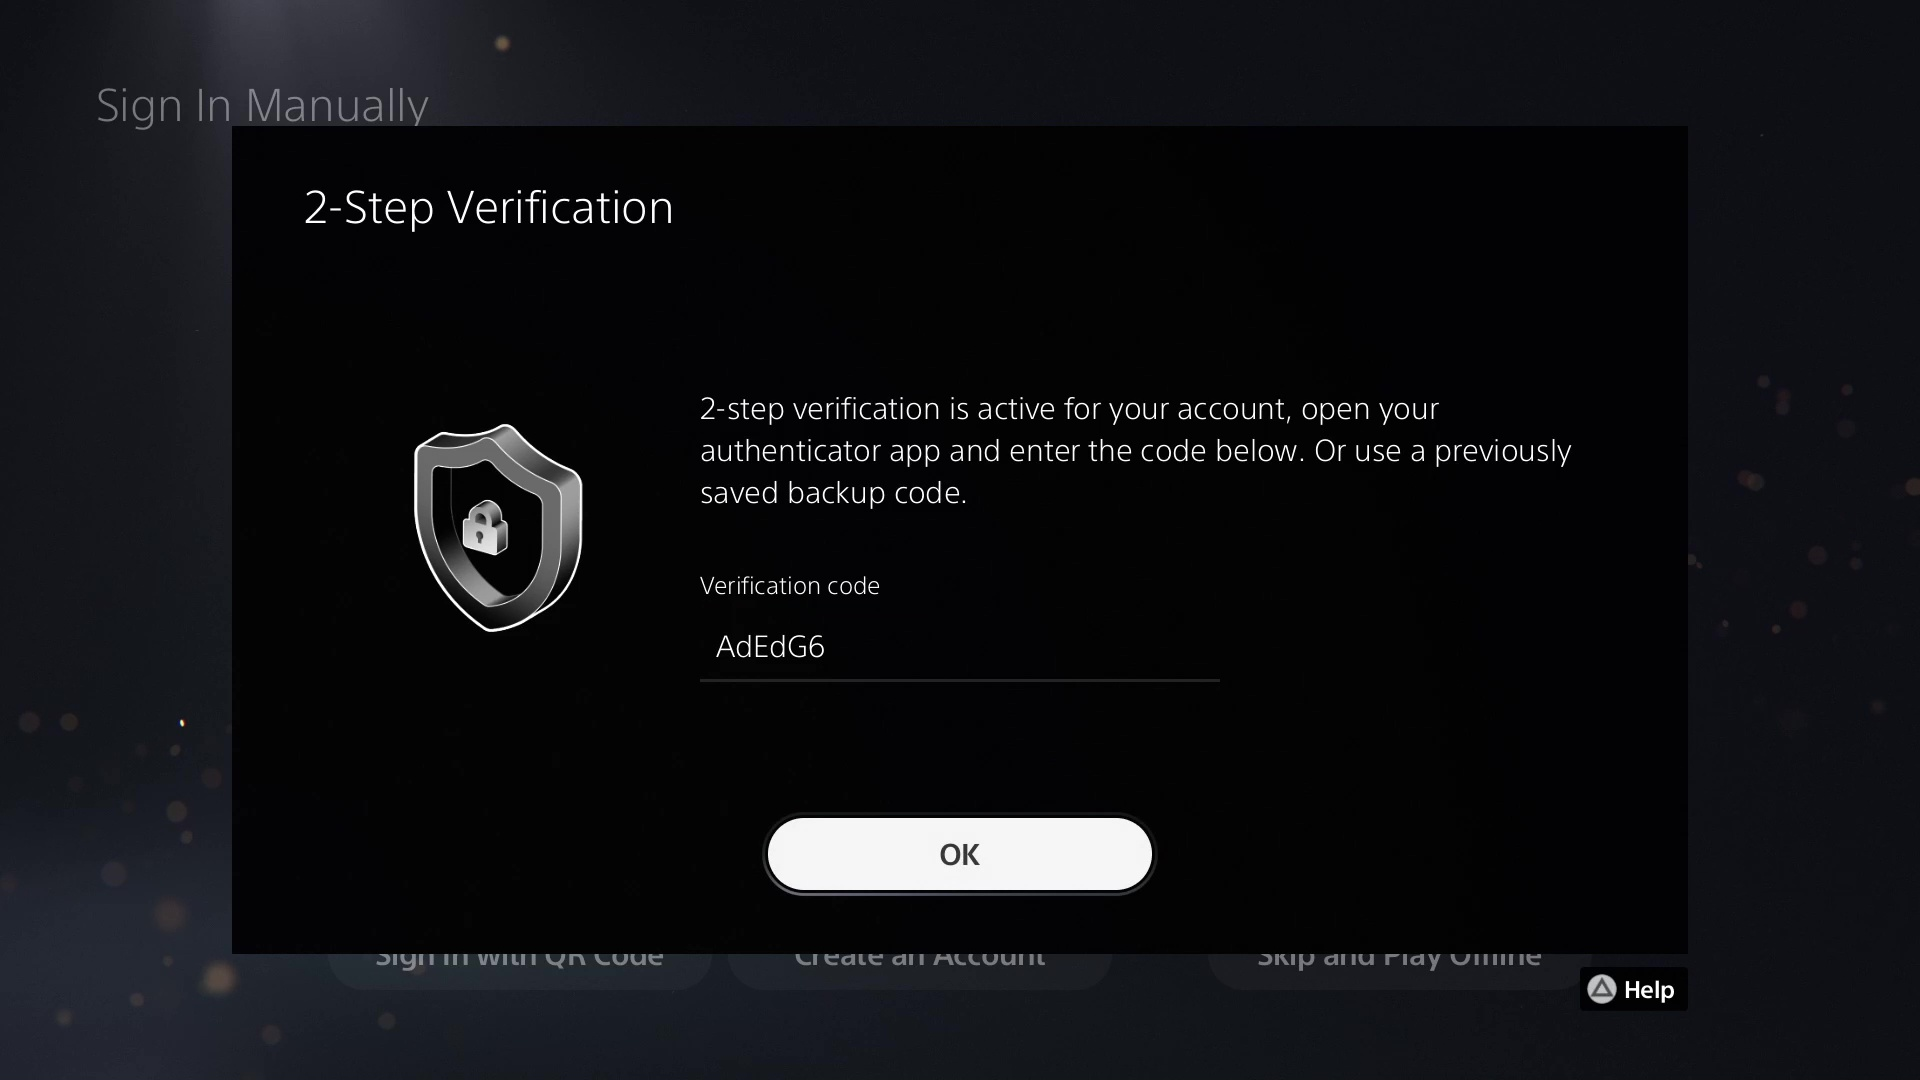 Sign In Manually
2-Step Verification
2-step verification is active for your account, open your
authenticator app and enter the code below. Or use a previously
saved backup code.
Verification code
AdEdG6
OK
Sign In with QR Code
Create an Account
Skip and Play Offline
Help